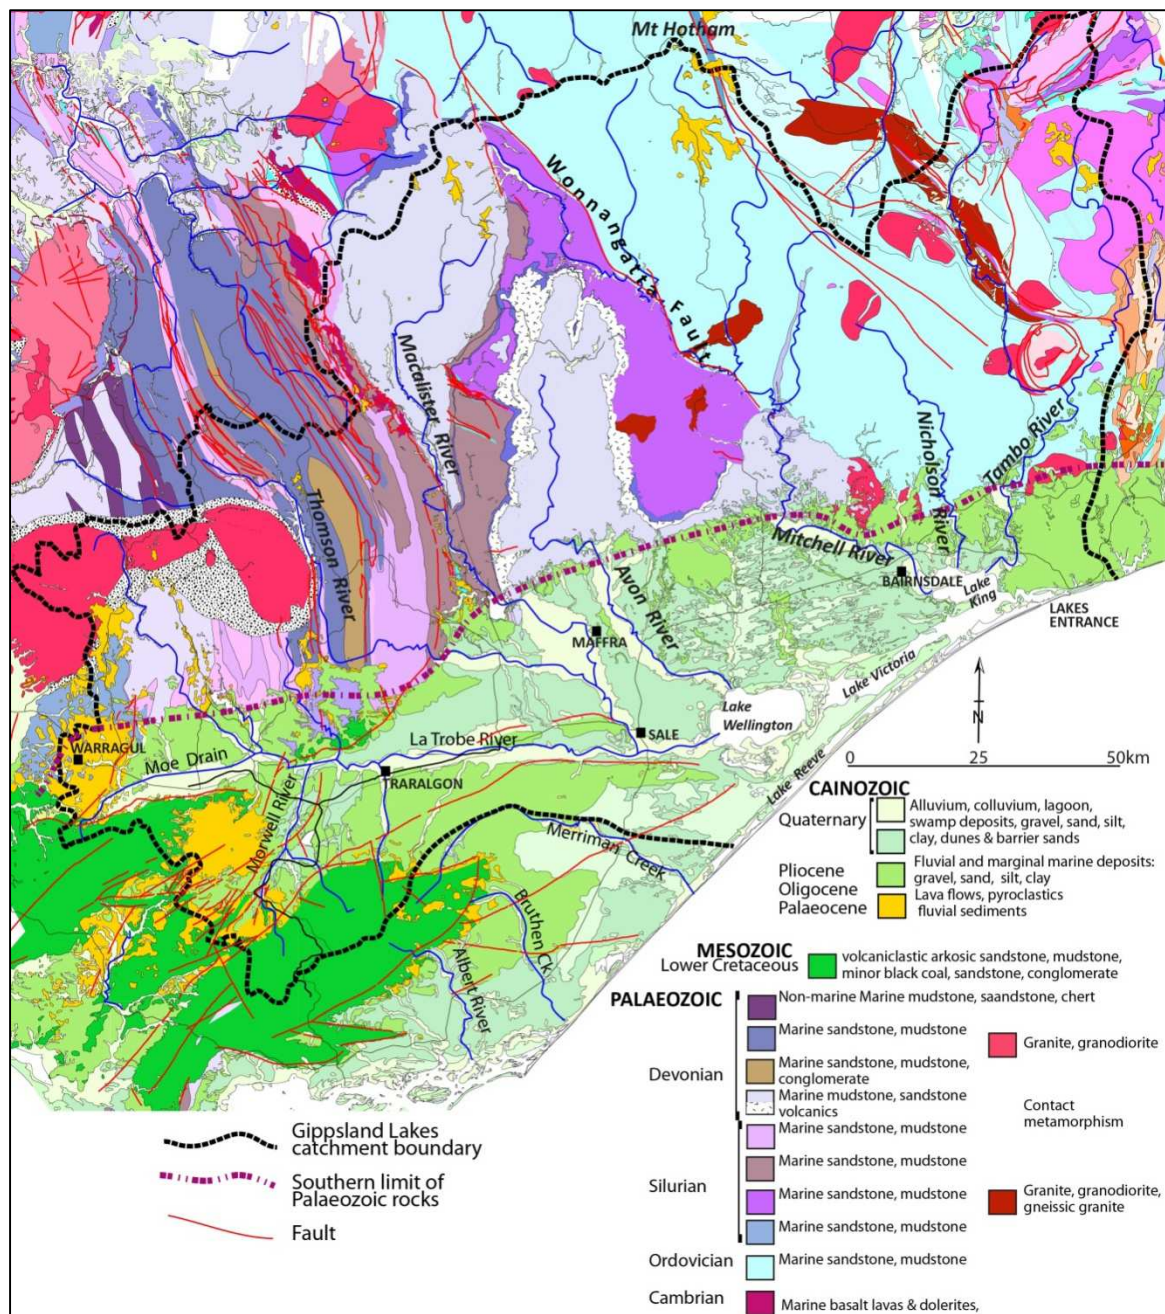 Mt Hotham
Wonnangatta Fault
Macalister River
Thomson River
Nicholson River
Tambo River
Mitchell River
BAIRNSDALE
Lake King
LAKES ENTRANCE
Avon River
MAFFRA
Lake Victoria
Lake Wellington
N
SALE
La Trobe River
WARRAGUL
Moe Drain
TRARALGON
Morwell River
Lake Reeve
0 25 50km
Merriman Creek
Bruthen Ck
Albert River
CAINOZOIC
Quaternary
Alluvium, colluvium, lagoon,
swamp deposits, gravel, sand, silt,
clay, dunes & barrier sands
Pliocene
Oligocene
Palaeocene
Fluvial and marginal marine deposits:
gravel, sand, silt, clay
Lava flows, pyroclastics
fluvial sediments
MESOZOIC
Lower Cretaceous
volcaniclastic arkosic sandstone, mudstone,
minor black coal, sandstone, conglomerate
PALAEOZOIC
Non-marine Marine mudstone, saandstone, chert
Marine sandstone, mudstone
Granite, granodiorite
Devonian
Marine sandstone, mudstone,
conglomerate
Marine mudstone, sandstone
volcanics
Contact
metamorphism
Marine sandstone, mudstone
Marine sandstone, mudstone
Silurian
Marine sandstone, mudstone
Granite, granodiorite,
gneissic granite
Marine sandstone, mudstone
Ordovician
Marine sandstone, mudstone
Cambrian
Marine basalt lavas & dolerites,
Gippsland Lakes
catchment boundary
Southern limit of
Palaeozoic rocks
Fault